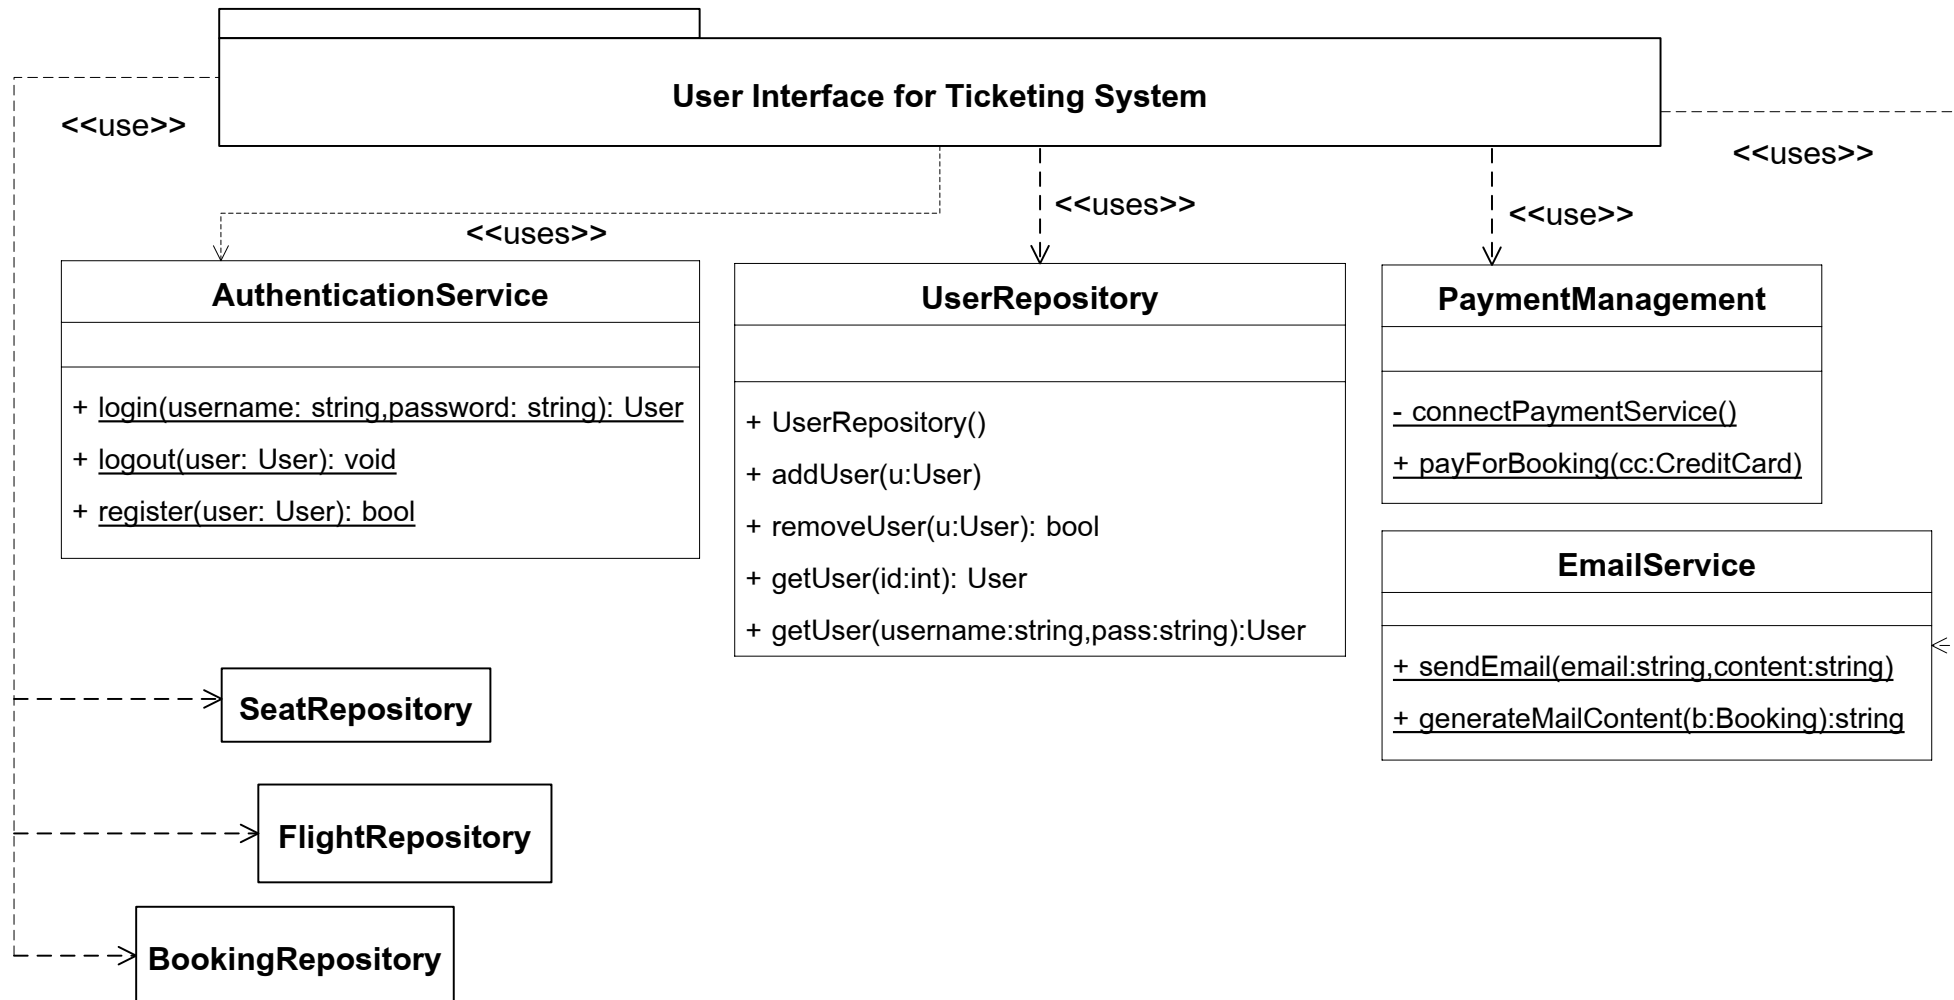 User Interface for Ticketing System
<<use>>
<<uses>>
<<uses>>
<<use>>
<<uses>>
AuthenticationService
+ login(username: string,password: string): User
+ logout(user: User): void
+ register(user: User): bool
UserRepository
+ UserRepository()
+ addUser(u:User)
+ removeUser(u:User): bool
+ getUser(id:int): User
+ getUser(username:string,pass:string):User
PaymentManagement
- connectPaymentService()
+ payForBooking(cc:CreditCard)
EmailService
+ sendEmail(email:string,content:string)
+ generateMailContent(b:Booking):string
SeatRepository
FlightRepository
BookingRepository